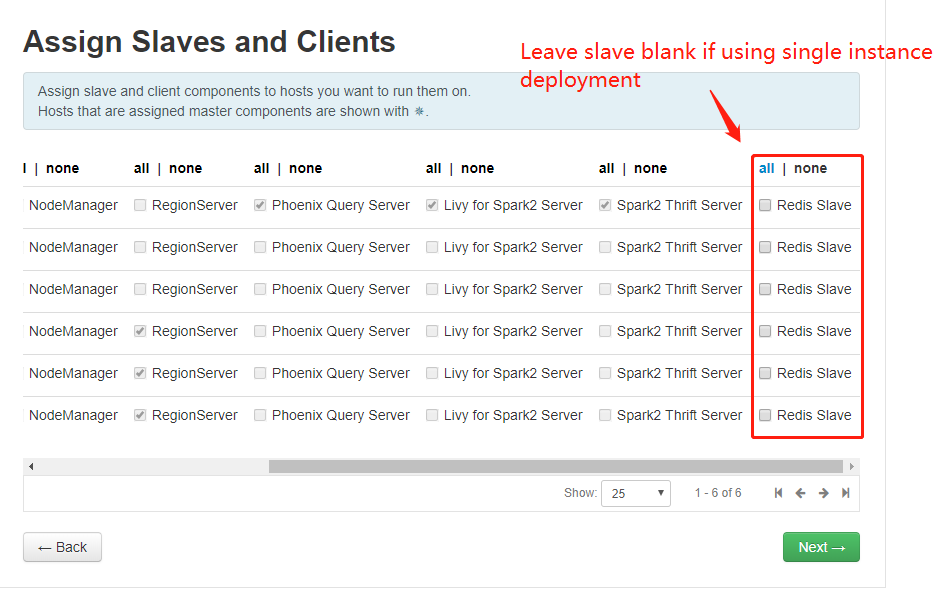 Assign Slaves and Clients
Leave slave blank if using single instance
deployment
Assign slave and client components to hosts you want to run them on.
Hosts that are assigned master components are shown with ✵.
l | none all | none all | none all | none all | none all | none
NodeManager RegionServer Phoenix Query Server Livy for Spark2 Server Spark2 Thrift Server Redis Slave
NodeManager RegionServer Phoenix Query Server Livy for Spark2 Server Spark2 Thrift Server Redis Slave
NodeManager RegionServer Phoenix Query Server Livy for Spark2 Server Spark2 Thrift Server Redis Slave
NodeManager RegionServer Phoenix Query Server Livy for Spark2 Server Spark2 Thrift Server Redis Slave
NodeManager RegionServer Phoenix Query Server Livy for Spark2 Server Spark2 Thrift Server Redis Slave
NodeManager RegionServer Phoenix Query Server Livy for Spark2 Server Spark2 Thrift Server Redis Slave
Show: 25 1 - 6 of 6
← Back Next →